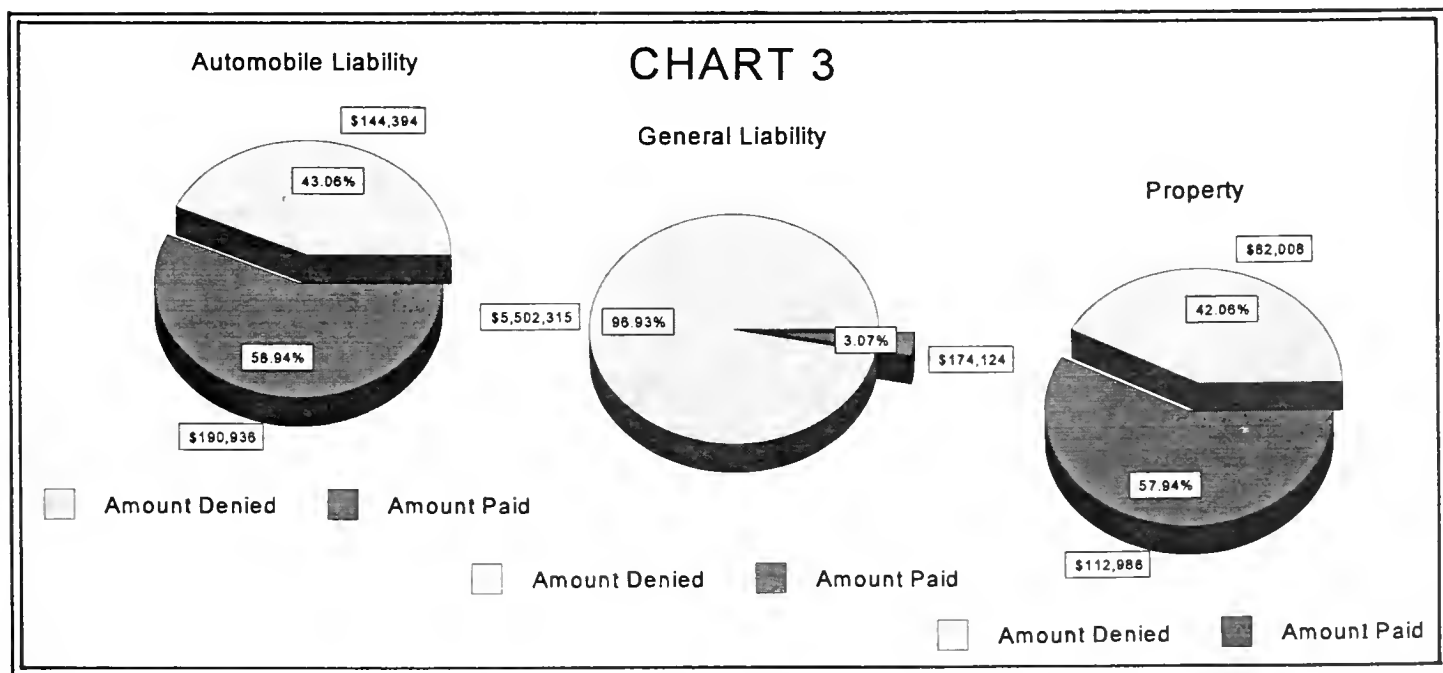 CHART 3
Automobile Liability
$144,394
43.06%
56.94%
$190,936
Amount Denied
Amount Paid
General Liability
$5,502,315
96.93%
3.07%
$174,124
Amount Denied
Amount Paid
Property
$82,008
42.06%
57.94%
$112,986
Amount Denied
Amount Paid